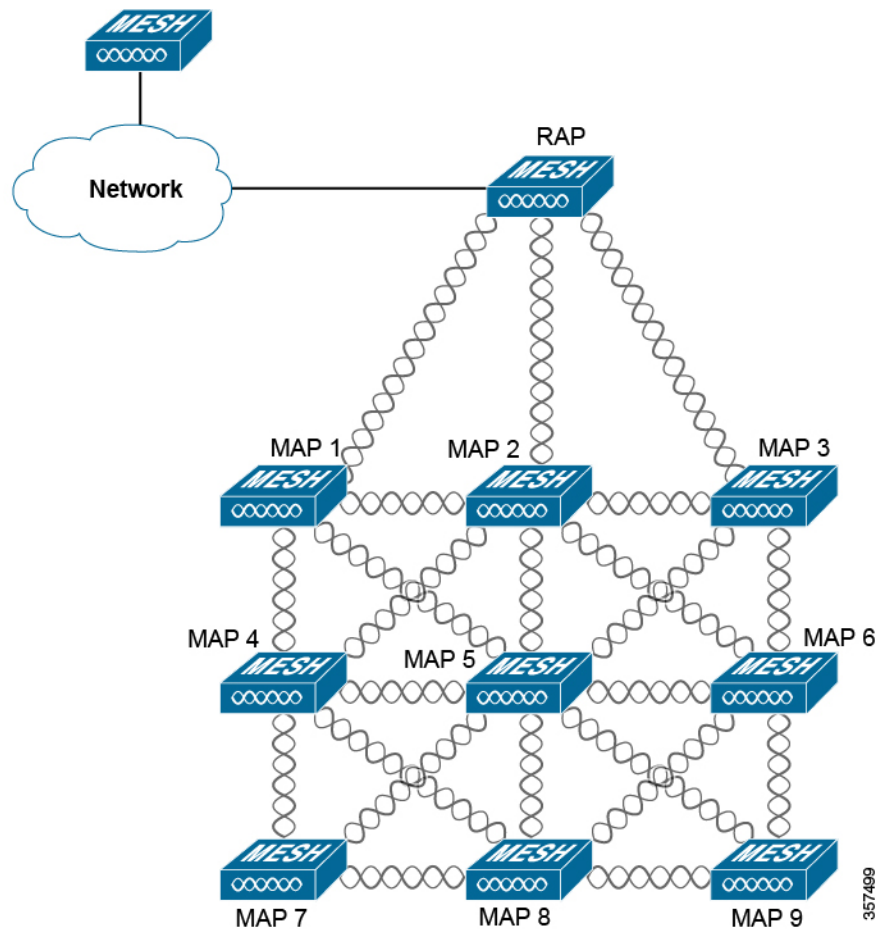 MESH
Network
RAP
MESH
MAP 1
MAP 2
MAP 3
MESH
MESH
MESH
MAP 4
MAP 5
MAP 6
MESH
MESH
MESH
MESH
MESH
MESH
MAP 7
MAP 8
MAP 9
357499